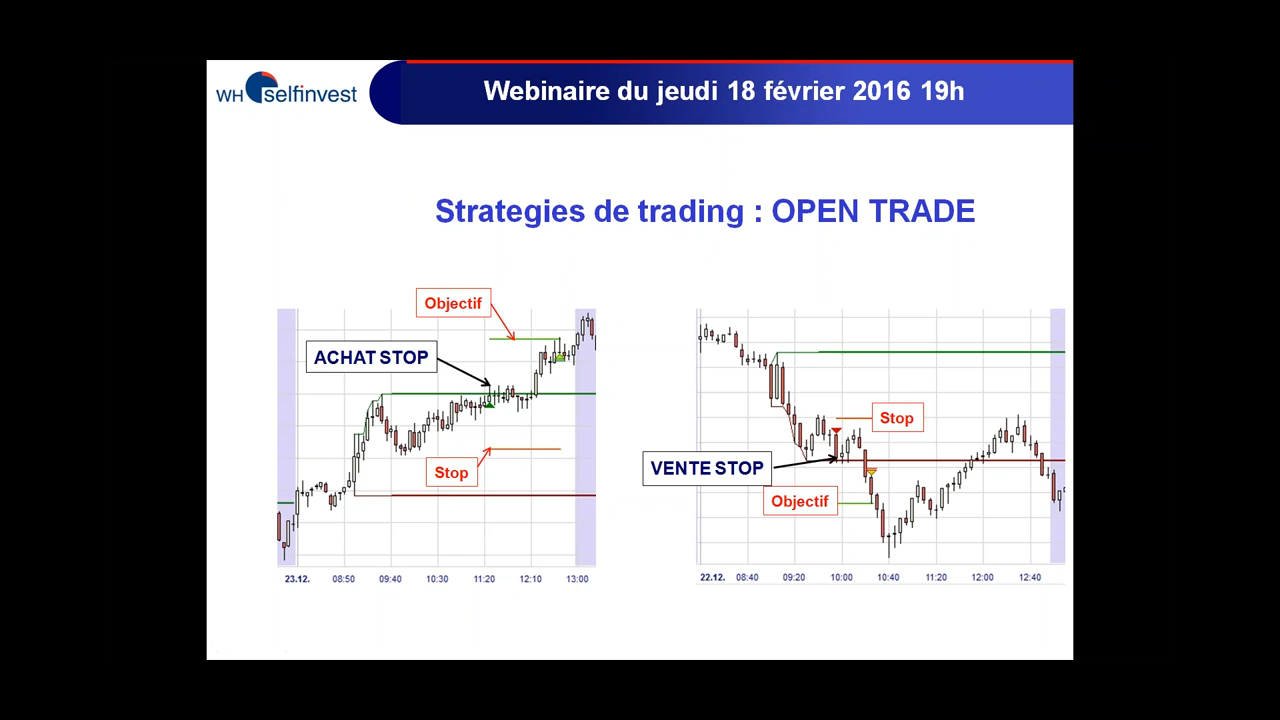 WH selfinvest
Webinaire du jeudi 18 février 2016 19h
Strategies de trading : OPEN TRADE
Objectif
ACHAT STOP
Stop
23.12. 08:50 09:40 10:30 11:20 12:10 13:00
Stop
VENTE STOP
Objectif
22.12. 08:40 09:20 10:00 10:40 11:20 12:00 12:40